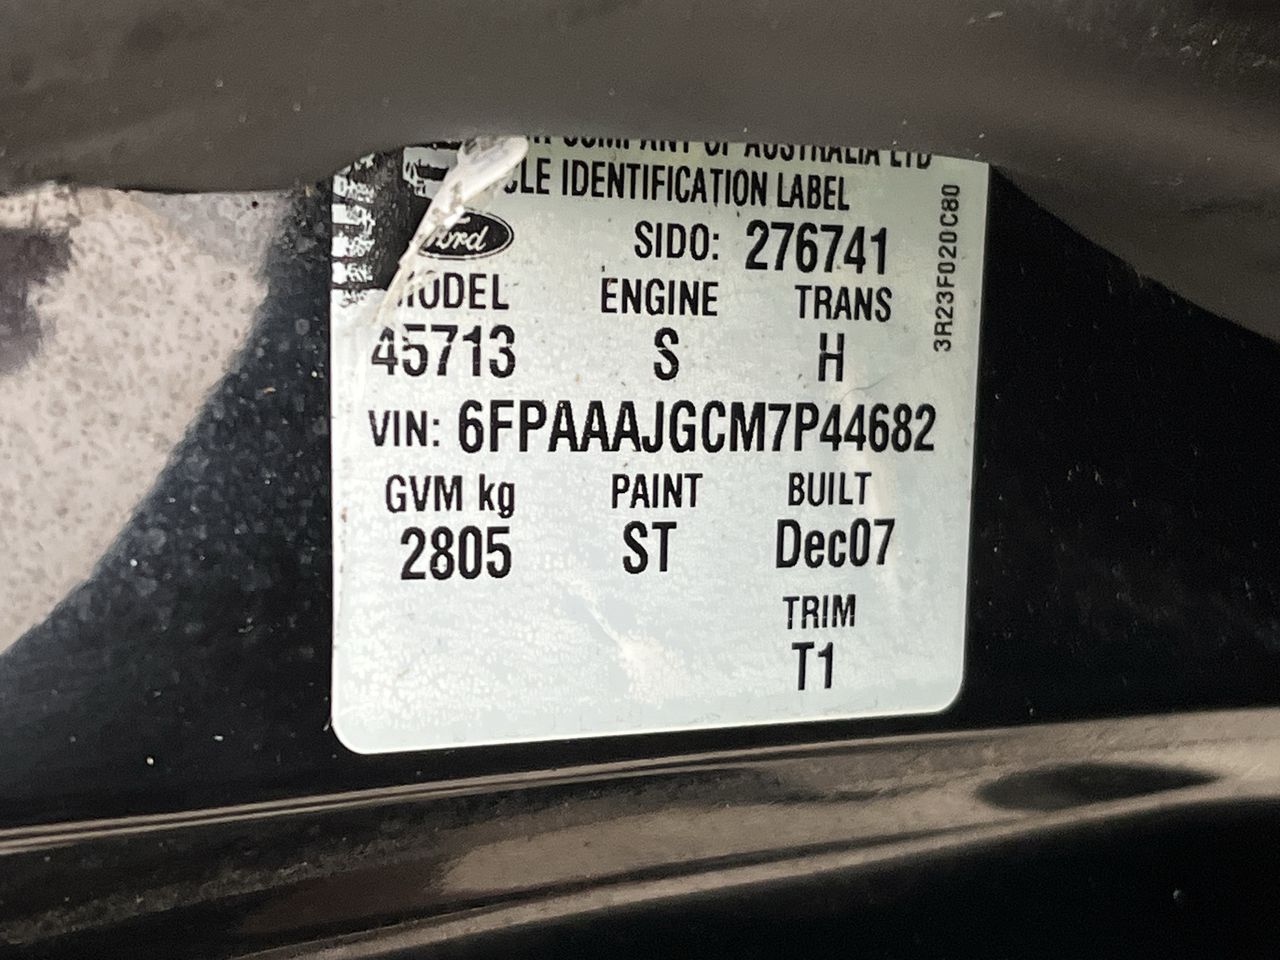 COMPANY OF AUSTRALIA LTD
IDENTIFICATION LABEL
Ford
SIDO: 276741
MODEL ENGINE TRANS
45713 S H
VIN: 6FPAAAJGCM7P44682
GVM kg PAINT BUILT
2805 ST Dec07
TRIM
T1
3R23F020C80